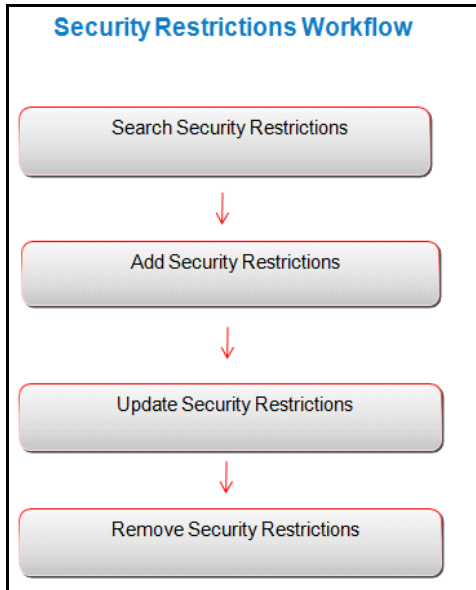 Security Restrictions Workflow
Search Security Restrictions
Add Security Restrictions
Update Security Restrictions
Remove Security Restrictions